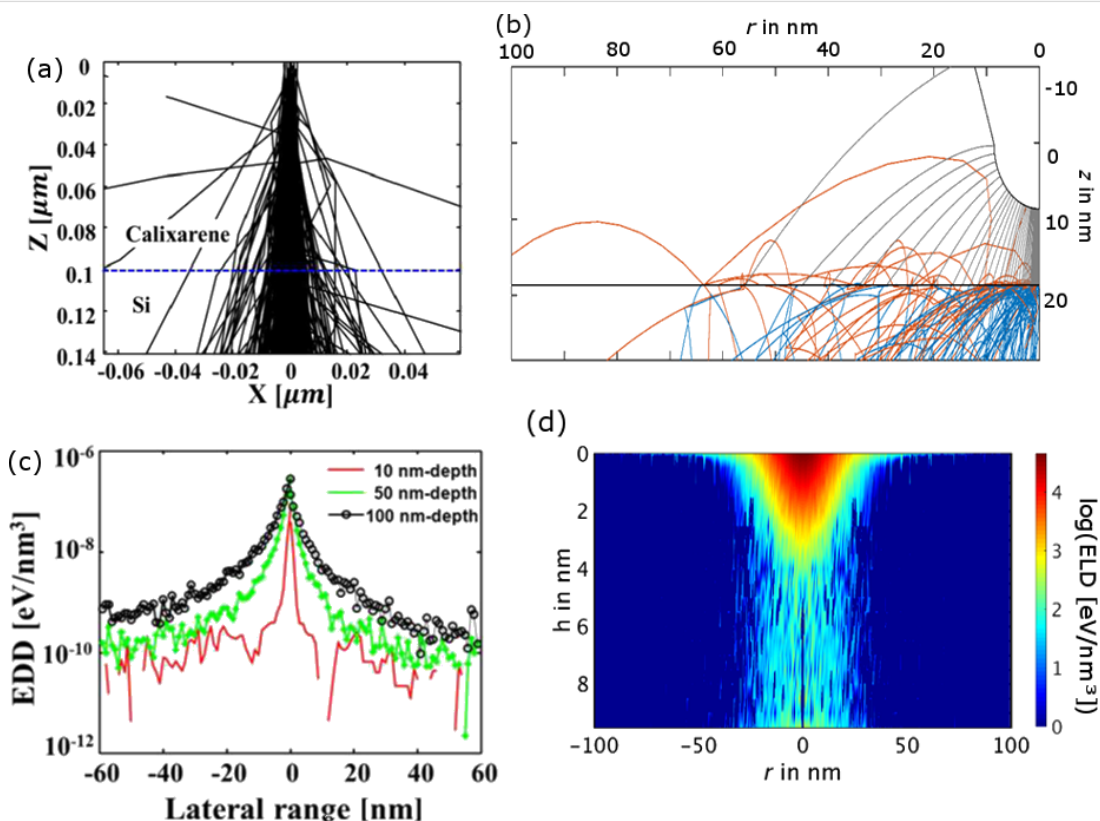 (a)
0
0.02
0.04
0.06
0.08
0.1
0.12
0.14
Z [μm]
Calixarene
Si
-0.06 -0.04 -0.02 0 0.02 0.04
X [μm]
(b)
r in nm
100 80 60 40 20 0
-10
0
10
20
z in nm
(c)
10⁻⁶
10⁻⁸
10⁻¹⁰
10⁻¹²
EDD [eV/nm³]
10 nm-depth
50 nm-depth
100 nm-depth
-60 -40 -20 0 20 40 60
Lateral range [nm]
(d)
0
2
4
6
8
h in nm
−100 −50 0 50 100
r in nm
4
3
2
1
0
log(ELD [eV/nm³])